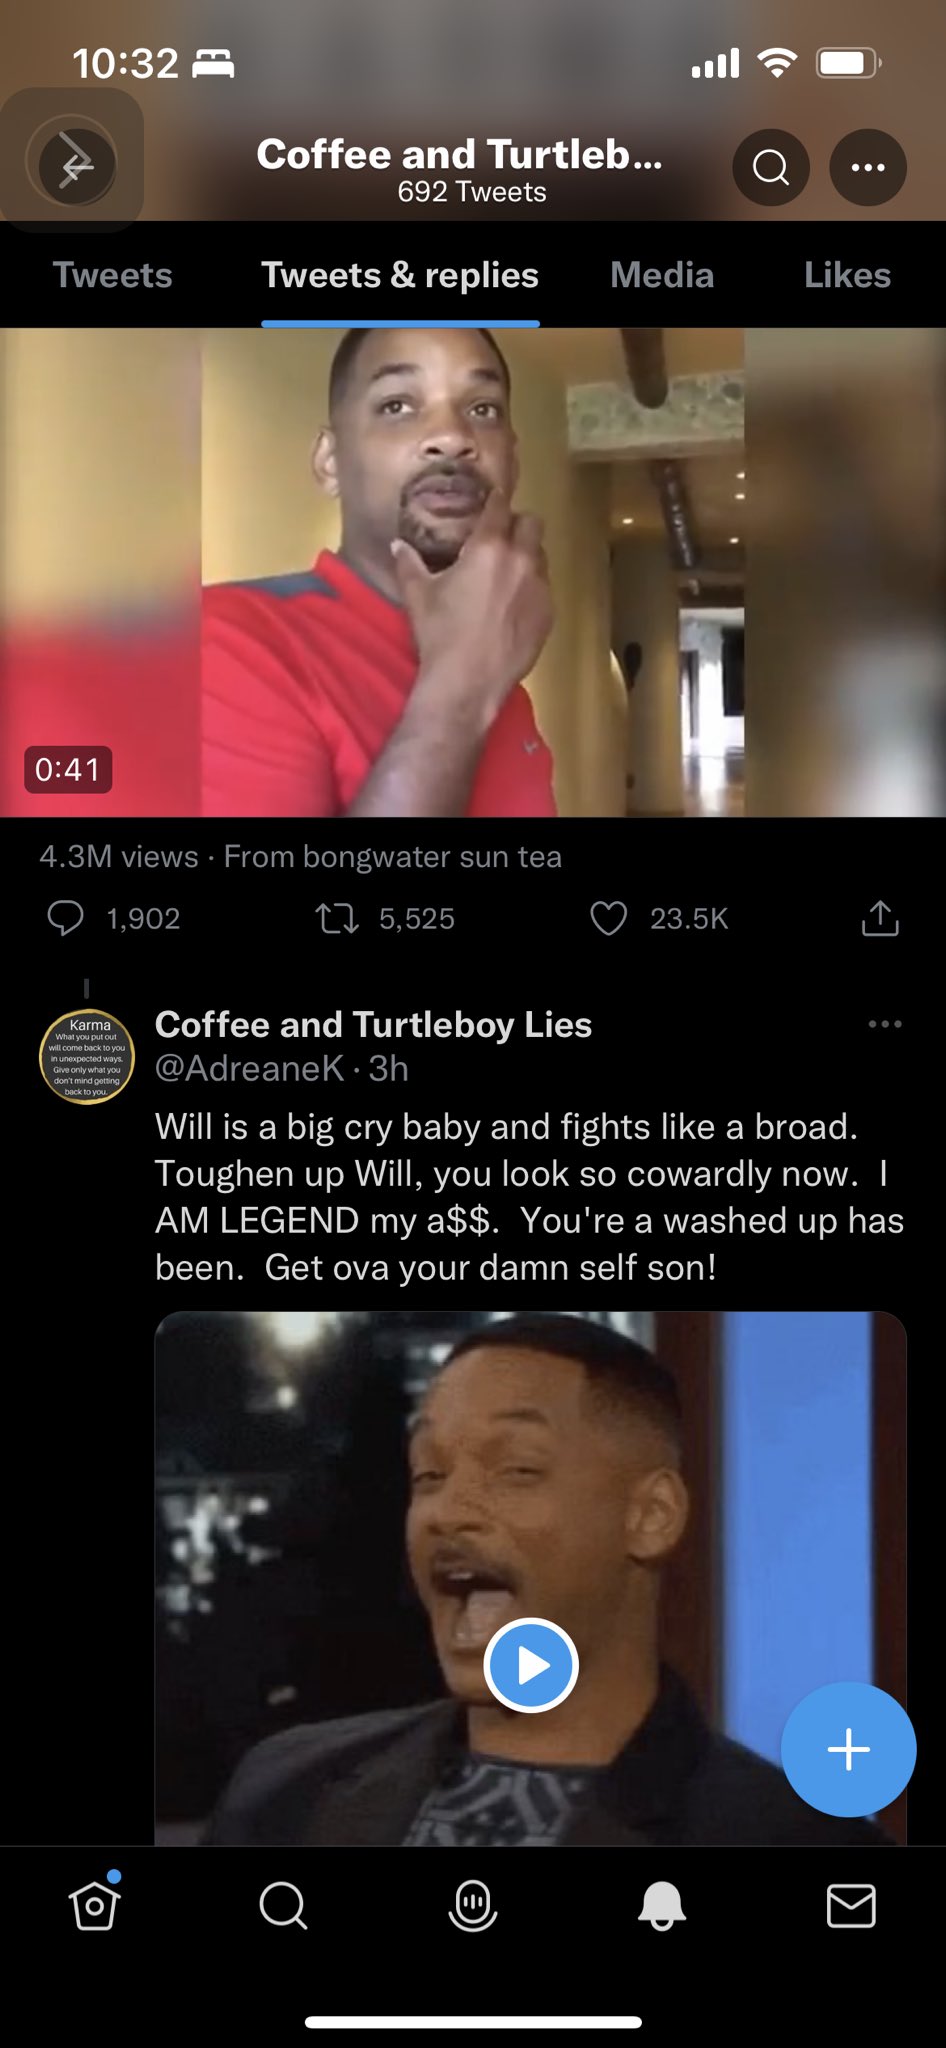 10:32
Coffee and Turtleb...
692 Tweets
Tweets
Tweets & replies
Media
Likes
0:41
4.3M views · From bongwater sun tea
1,902
5,525
23.5K
Karma
What you put out
will come back to you
in unexpected ways.
Give only what you
don't mind getting
back to you.
Coffee and Turtleboy Lies
@AdreaneK · 3h
Will is a big cry baby and fights like a broad.
Toughen up Will, you look so cowardly now.  I
AM LEGEND my a$$.  You're a washed up has
been.  Get ova your damn self son!